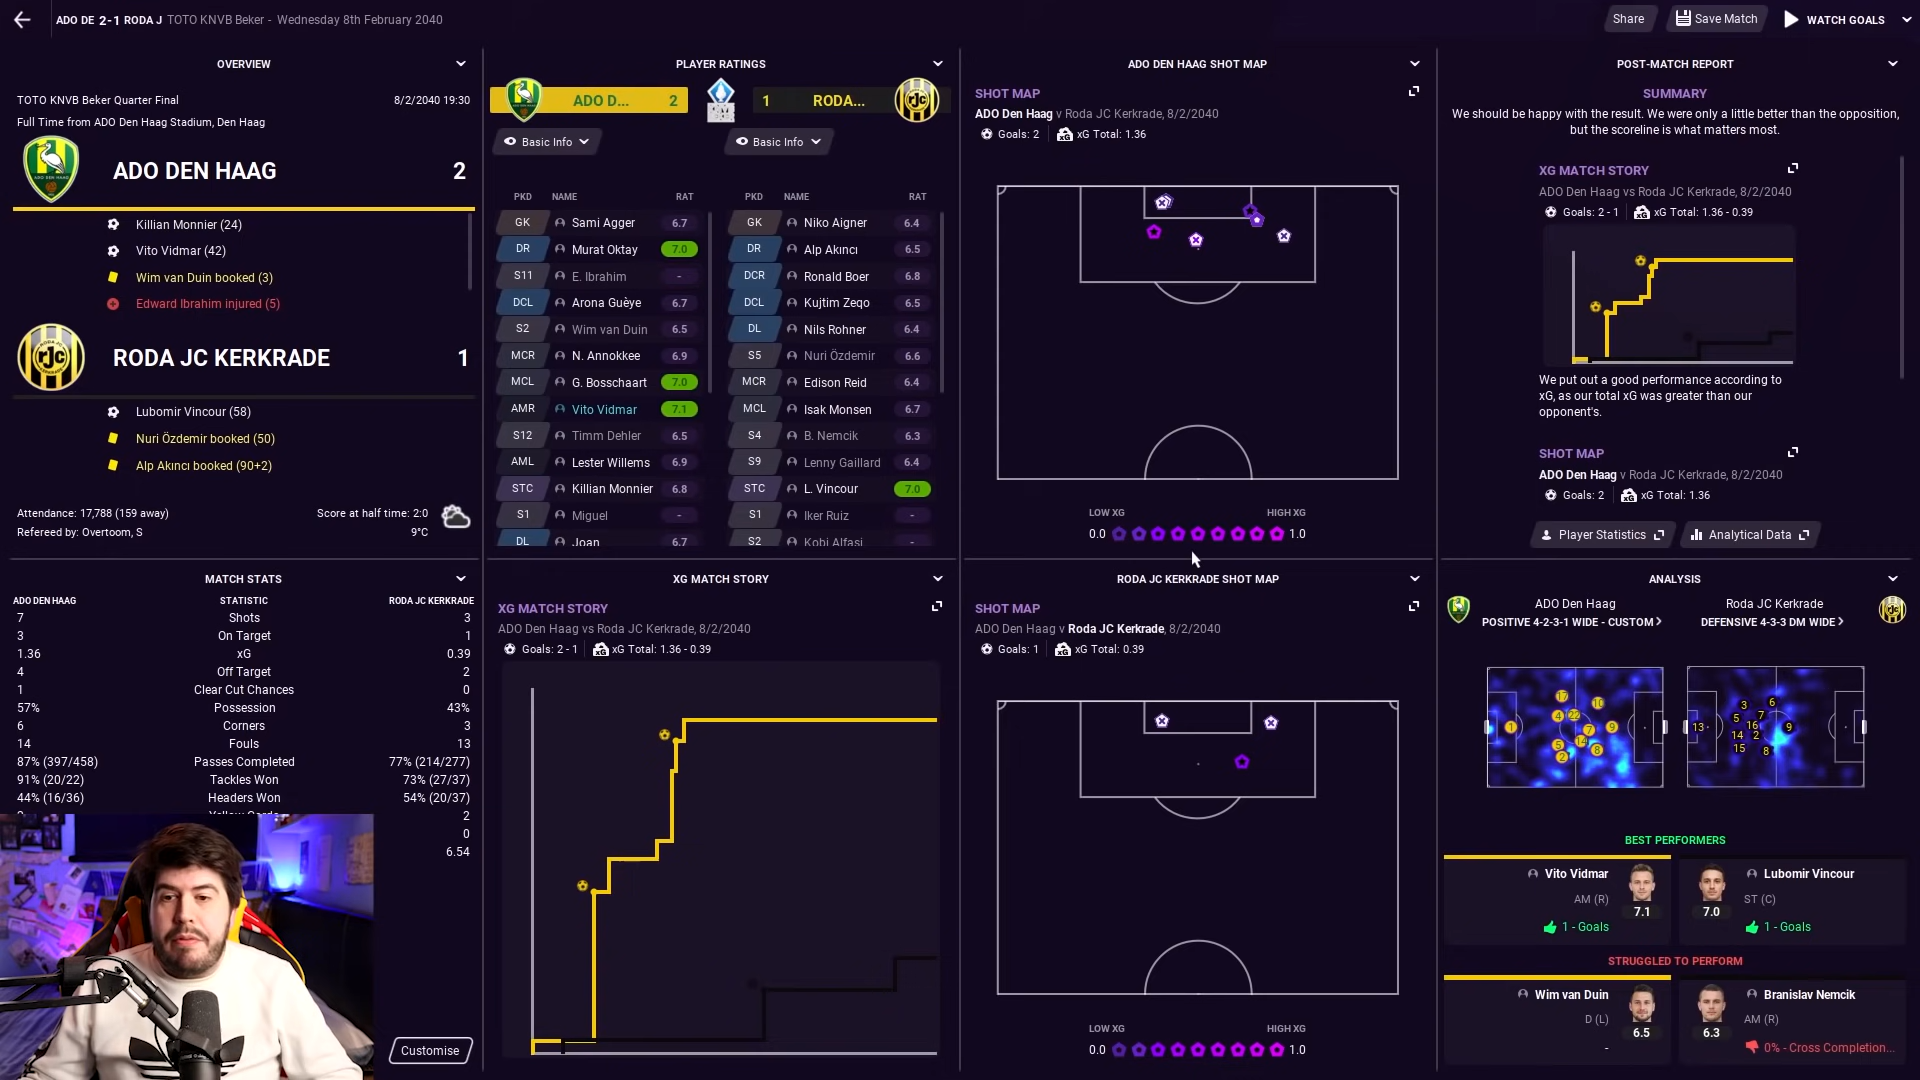 ADO DE 2-1 RODA J TOTO KNVB Beker - Wednesday 8th February 2040
Share
Save Match
WATCH GOALS
OVERVIEW
TOTO KNVB Beker Quarter Final 8/2/2040 19:30
Full Time from ADO Den Haag Stadium, Den Haag
ADO DEN HAAG 2
Killian Monnier (24)
Vito Vidmar (42)
Wim van Duin booked (3)
Edward Ibrahim injured (5)
RODA JC KERKRADE 1
Lubomir Vincour (58)
Nuri Özdemir booked (50)
Alp Akıncı booked (90+2)
Attendance: 17,788 (159 away) Score at half time: 2:0
Refereed by: Overtoom, S 9°C
PLAYER RATINGS
ADO D... 2
1 RODA...
Basic Info
Basic Info
PKD NAME RAT
GK Sami Agger 6.7
DR Murat Oktay 7.0
S11 E. Ibrahim -
DCL Arona Guèye 6.7
S2 Wim van Duin 6.5
MCR N. Annokkee 6.9
MCL G. Bosschaart 7.0
AMR Vito Vidmar 7.1
S12 Timm Dehler 6.5
AML Lester Willems 6.9
STC Killian Monnier 6.8
S1 Miguel -
DL Joan 6.7
PKD NAME RAT
GK Niko Aigner 6.4
DR Alp Akıncı 6.5
DCR Ronald Boer 6.8
DCL Kujtim Zeqo 6.5
DL Nils Rohner 6.4
S5 Nuri Özdemir 6.6
MCR Edison Reid 6.4
MCL Isak Monsen 6.7
S4 B. Nemcik 6.3
S9 Lenny Gaillard 6.4
STC L. Vincour 7.0
S1 Iker Ruiz -
S2 Kobi Alfasi -
ADO DEN HAAG SHOT MAP
SHOT MAP
ADO Den Haag v Roda JC Kerkrade, 8/2/2040
Goals: 2 xG Total: 1.36
LOW XG HIGH XG
0.0 1.0
POST-MATCH REPORT
SUMMARY
We should be happy with the result. We were only a little better than the opposition,
but the scoreline is what matters most.
XG MATCH STORY
ADO Den Haag vs Roda JC Kerkrade, 8/2/2040
Goals: 2 - 1 xG Total: 1.36 - 0.39
We put out a good performance according to
xG, as our total xG was greater than our
opponent's.
SHOT MAP
ADO Den Haag v Roda JC Kerkrade, 8/2/2040
Goals: 2 xG Total: 1.36
Player Statistics
Analytical Data
MATCH STATS
ADO DEN HAAG STATISTIC RODA JC KERKRADE
7 Shots 3
3 On Target 1
1.36 xG 0.39
4 Off Target 2
1 Clear Cut Chances 0
57% Possession 43%
6 Corners 3
14 Fouls 13
87% (397/458) Passes Completed 77% (214/277)
91% (20/22) Tackles Won 73% (27/37)
44% (16/36) Headers Won 54% (20/37)
2
0
6.54
Customise
XG MATCH STORY
XG MATCH STORY
ADO Den Haag vs Roda JC Kerkrade, 8/2/2040
Goals: 2 - 1 xG Total: 1.36 - 0.39
RODA JC KERKRADE SHOT MAP
SHOT MAP
ADO Den Haag v Roda JC Kerkrade, 8/2/2040
Goals: 1 xG Total: 0.39
LOW XG HIGH XG
0.0 1.0
ANALYSIS
ADO Den Haag
POSITIVE 4-2-3-1 WIDE - CUSTOM
Roda JC Kerkrade
DEFENSIVE 4-3-3 DM WIDE
17 10 4 22 1 7 9 5 14 8 2
3 6 5 7 13 16 9 14 2 15 8
BEST PERFORMERS
Vito Vidmar
AM (R) 7.1
1 - Goals
Lubomir Vincour
7.0 ST (C)
1 - Goals
STRUGGLED TO PERFORM
Wim van Duin
D (L) 6.5
-
Branislav Nemcik
6.3 AM (R)
0% - Cross Completion...